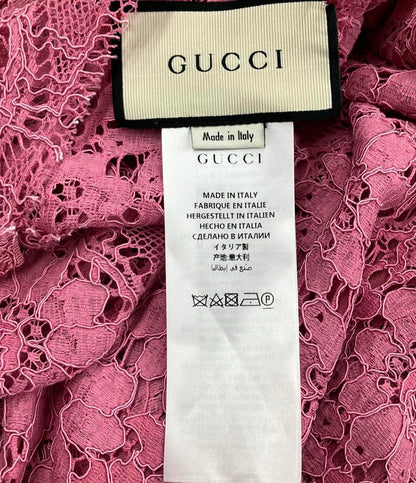 GUCCI
Made in Italy
GUCCI
MADE IN ITALY
FABRIQUE EN ITALIE
HERGESTELLT IN ITALIEN
HECHO EN ITALIA
СДЕЛАНО В ИТАЛИИ
イタリア製
产地:意大利
صنع في إيطاليا
P